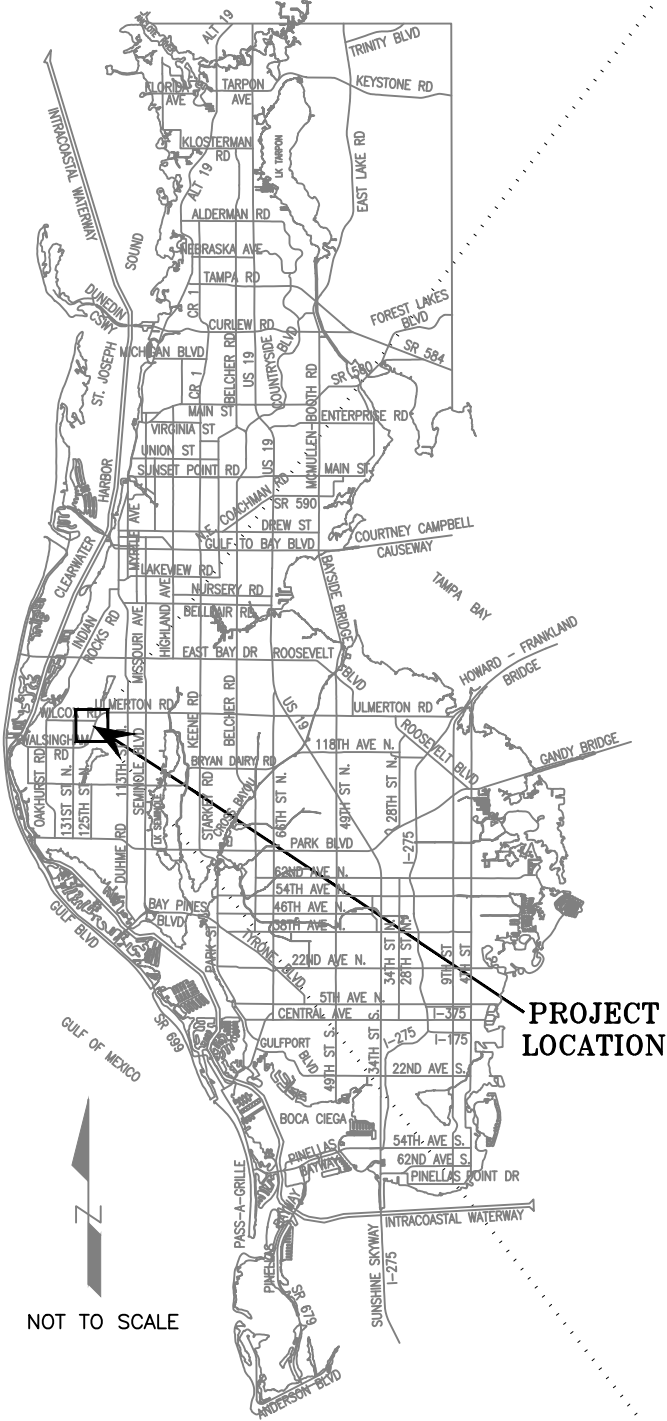 ALT 19
TRINITY BLVD
KEYSTONE RD
FLORIDA
AVE
TARPON
AVE
INTRACOASTAL WATERWAY
KLOSTERMAN
RD
LK TARPON
EAST LAKE RD
ALT 19
ALDERMAN RD
SOUND
NEBRASKA AVE
TAMPA RD
DUNEDIN
CSWY
CR 1
CURLEW RD
FOREST LAKES
BLVD
COUNTRYSIDE
BLVD
MICHIGAN BLVD
SR 584
ST. JOSEPH
BELCHER RD
US 19
SR 580
CR 1
MAIN ST
MCMULLEN-BOOTH RD
ENTERPRISE RD
VIRGINIA ST
UNION ST
US 19
SUNSET POINT RD
MAIN ST
HARBOR
N.E. COACHMAN RD
SR 590
MYRTLE AVE
DREW ST
COURTNEY CAMPBELL
CAUSEWAY
GULF TO BAY BLVD
CLEARWATER
LAKEVIEW RD
BAYSIDE BRIDGE
TAMPA BAY
NURSERY RD
HIGHLAND AVE
BELLEAIR RD
INDIAN
ROCKS RD
MISSOURI AVE
EAST BAY DR
ROOSEVELT
BLVD
HOWARD - FRANKLAND
BRIDGE
ULMERTON RD
ULMERTON RD
WILCOX RD
US 19
KEENE RD
BELCHER RD
WALSINGHAM
RD
118TH AVE N.
ROOSEVELT BLVD
GANDY BRIDGE
OAKHURST RD
131ST ST N.
125TH ST N.
113TH
SEMINOLE BLVD
BRYAN DAIRY RD
LK SEMINOLE
STARKEY RD
CROSS BAYOU
66TH ST N.
49TH ST N.
28TH ST N.
I-275
DUHME RD
PARK BLVD
62ND AVE N.
54TH AVE N.
46TH AVE N.
38TH AVE N.
BAY PINES
BLVD
GULF BLVD
PARK ST
TYRONE BLVD
22ND AVE N.
34TH ST N.
28TH ST N.
9TH ST
4TH ST
5TH AVE N.
CENTRAL AVE
I-375
PROJECT
LOCATION
SR 699
GULF OF MEXICO
GULFPORT
BLVD
49TH ST S.
34TH ST S.
I-275
I-175
22ND AVE S.
BOCA CIEGA
54TH AVE S.
PINELLAS
BAYWAY
62ND AVE S.
PINELLAS POINT DR
PASS-A-GRILLE
PINELLAS
BAYWAY
INTRACOASTAL WATERWAY
SUNSHINE SKYWAY
I-275
Z
SR 679
NOT TO SCALE
ANDERSON BLVD